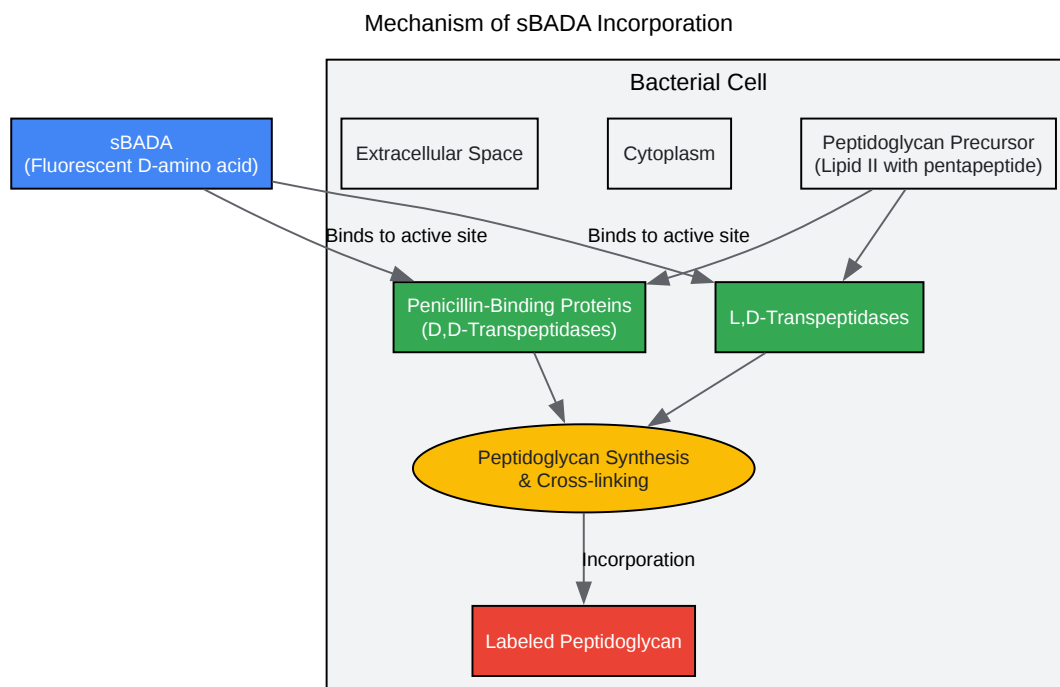 Mechanism of sBADA Incorporation
Bacterial Cell
sBADA
(Fluorescent D-amino acid)
Extracellular Space
Cytoplasm
Peptidoglycan Precursor
(Lipid II with pentapeptide)
Binds to active site
Binds to active site
Penicillin-Binding Proteins
(D,D-Transpeptidases)
L,D-Transpeptidases
Peptidoglycan Synthesis
& Cross-linking
Incorporation
Labeled Peptidoglycan